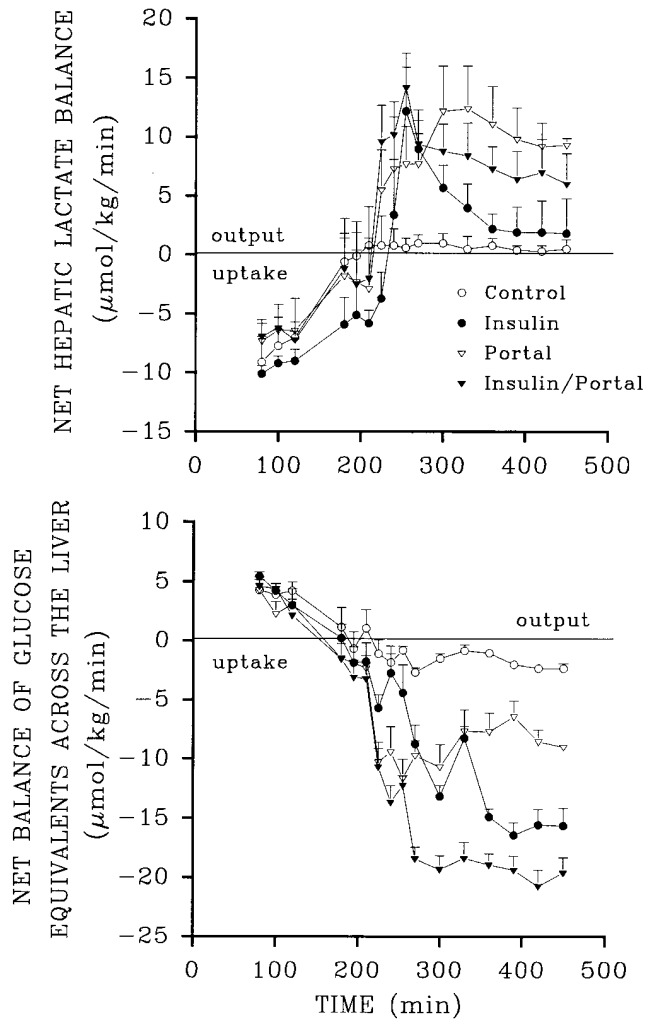 NET HEPATIC LACTATE BALANCE
(μmol/kg/min)
20
15
10
5
0
−5
−10
−15
output
uptake
○ Control
● Insulin
▽ Portal
▼ Insulin/Portal
0 100 200 300 400 500
NET BALANCE OF GLUCOSE
EQUIVALENTS ACROSS THE LIVER
(μmol/kg/min)
10
5
0
−5
−10
−15
−20
−25
output
uptake
0 100 200 300 400 500
TIME (min)